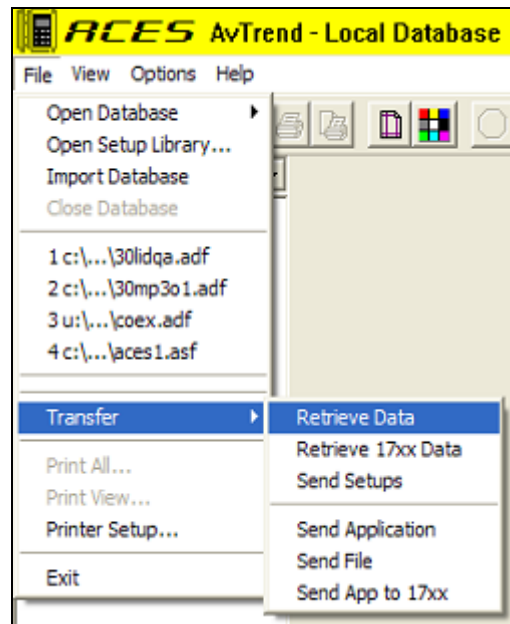 ACES AvTrend - Local Database
File View Options Help
Open Database
Open Setup Library...
Import Database
Close Database
1 c:\...\30lidqa.adf
2 c:\...\30mp3o1.adf
3 u:\...\coex.adf
4 c:\...\aces1.asf
Transfer
Print All...
Print View...
Printer Setup...
Exit
Retrieve Data
Retrieve 17xx Data
Send Setups
Send Application
Send File
Send App to 17xx